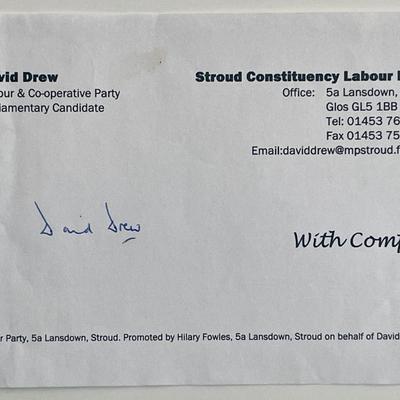 vid Drew
our & Co-operative Party
liamentary Candidate
Stroud Constituency Labour
Office: 5a Lansdown,
Glos GL5 1BB
Tel: 01453 76
Fax 01453 75
Email:daviddrew@mpstroud.f
David Drew
With Comp
r Party, 5a Lansdown, Stroud. Promoted by Hilary Fowles, 5a Lansdown, Stroud on behalf of David